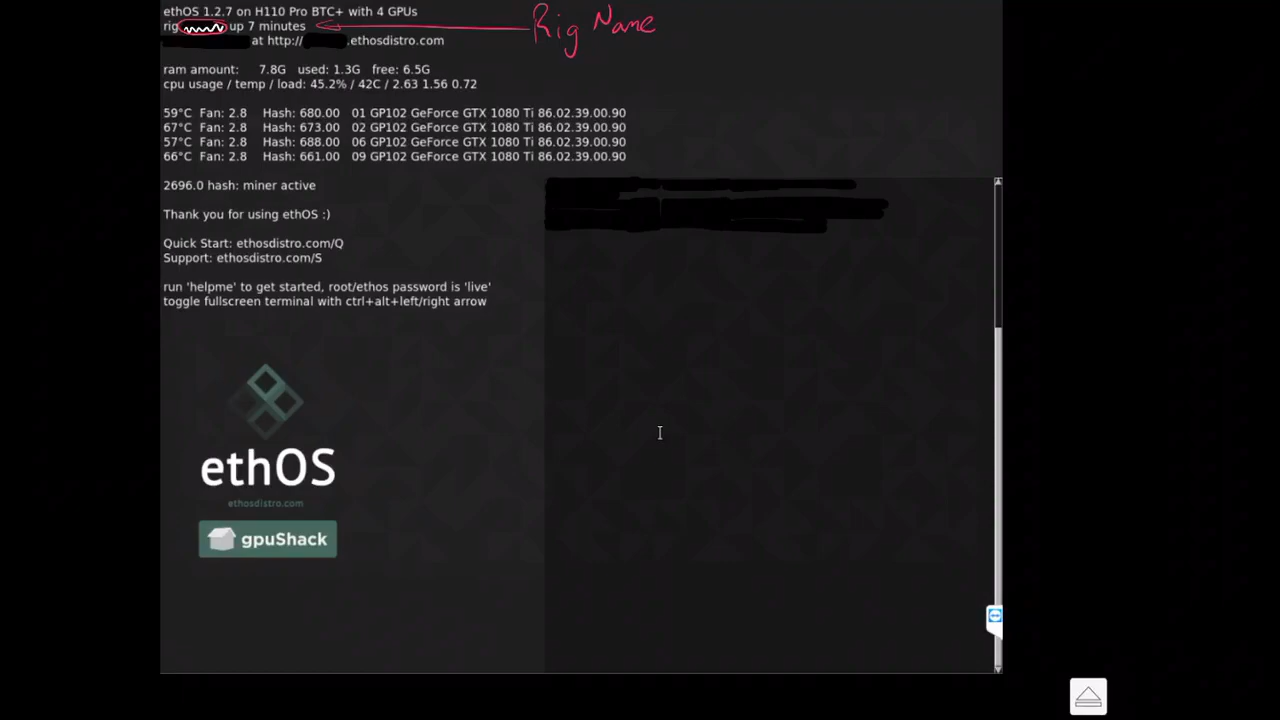 ethOS 1.2.7 on H110 Pro BTC+ with 4 GPUs
rig up 7 minutes
Rig Name
at http:// .ethosdistro.com
ram amount: 7.8G used: 1.3G free: 6.5G
cpu usage / temp / load: 45.2% / 42C / 2.63 1.56 0.72
59°C Fan: 2.8 Hash: 680.00 01 GP102 GeForce GTX 1080 Ti 86.02.39.00.90
67°C Fan: 2.8 Hash: 673.00 02 GP102 GeForce GTX 1080 Ti 86.02.39.00.90
57°C Fan: 2.8 Hash: 688.00 06 GP102 GeForce GTX 1080 Ti 86.02.39.00.90
66°C Fan: 2.8 Hash: 661.00 09 GP102 GeForce GTX 1080 Ti 86.02.39.00.90
2696.0 hash: miner active
Thank you for using ethOS :)
Quick Start: ethosdistro.com/Q
Support: ethosdistro.com/S
run 'helpme' to get started, root/ethos password is 'live'
toggle fullscreen terminal with ctrl+alt+left/right arrow
ethOS
ethosdistro.com
gpuShack